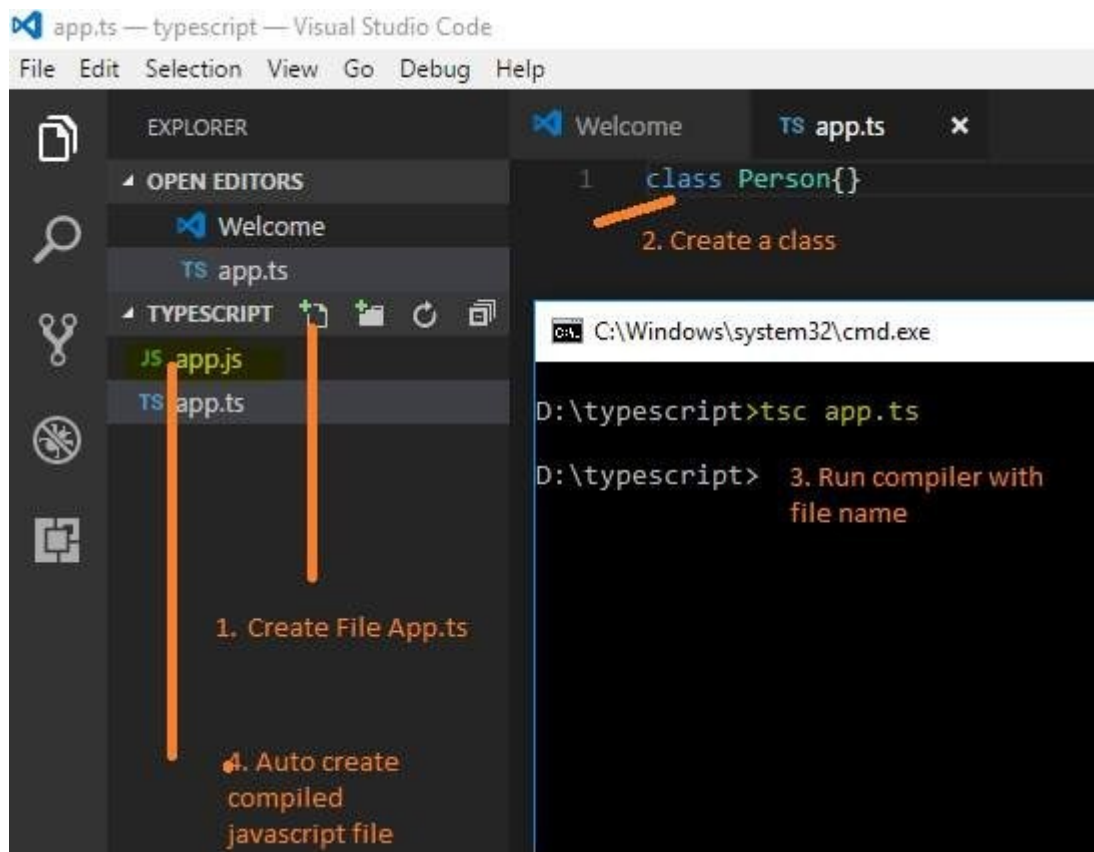 app.ts — typescript — Visual Studio Code
File Edit Selection View Go Debug Help
EXPLORER
OPEN EDITORS
Welcome
TS app.ts
TYPESCRIPT
JS app.js
TS app.ts
1. Create File App.ts
4. Auto create
compiled
javascript file
Welcome
TS app.ts
1 class Person{}
2. Create a class
C:\Windows\system32\cmd.exe
D:\typescript>tsc app.ts
D:\typescript>
3. Run compiler with
file name